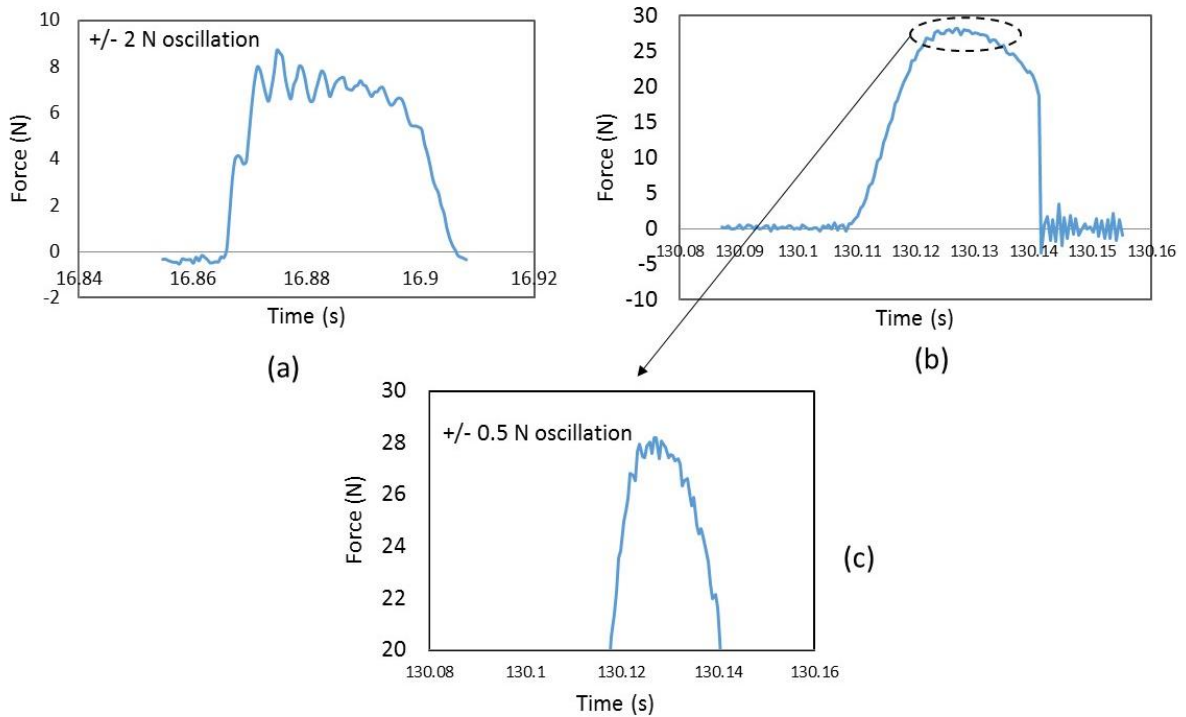 +/- 2 N oscillation
10
8
6
4
2
0
-2
Force (N)
16.84 16.86 16.88 16.9 16.92
Time (s)
(a)
30
25
20
15
10
5
0
-5
-10
Force (N)
130.08 130.09 130.1 130.11 130.12 130.13 130.14 130.15 130.16
Time (s)
(b)
+/- 0.5 N oscillation
30
28
26
24
22
20
Force (N)
130.08 130.1 130.12 130.14 130.16
Time (s)
(c)